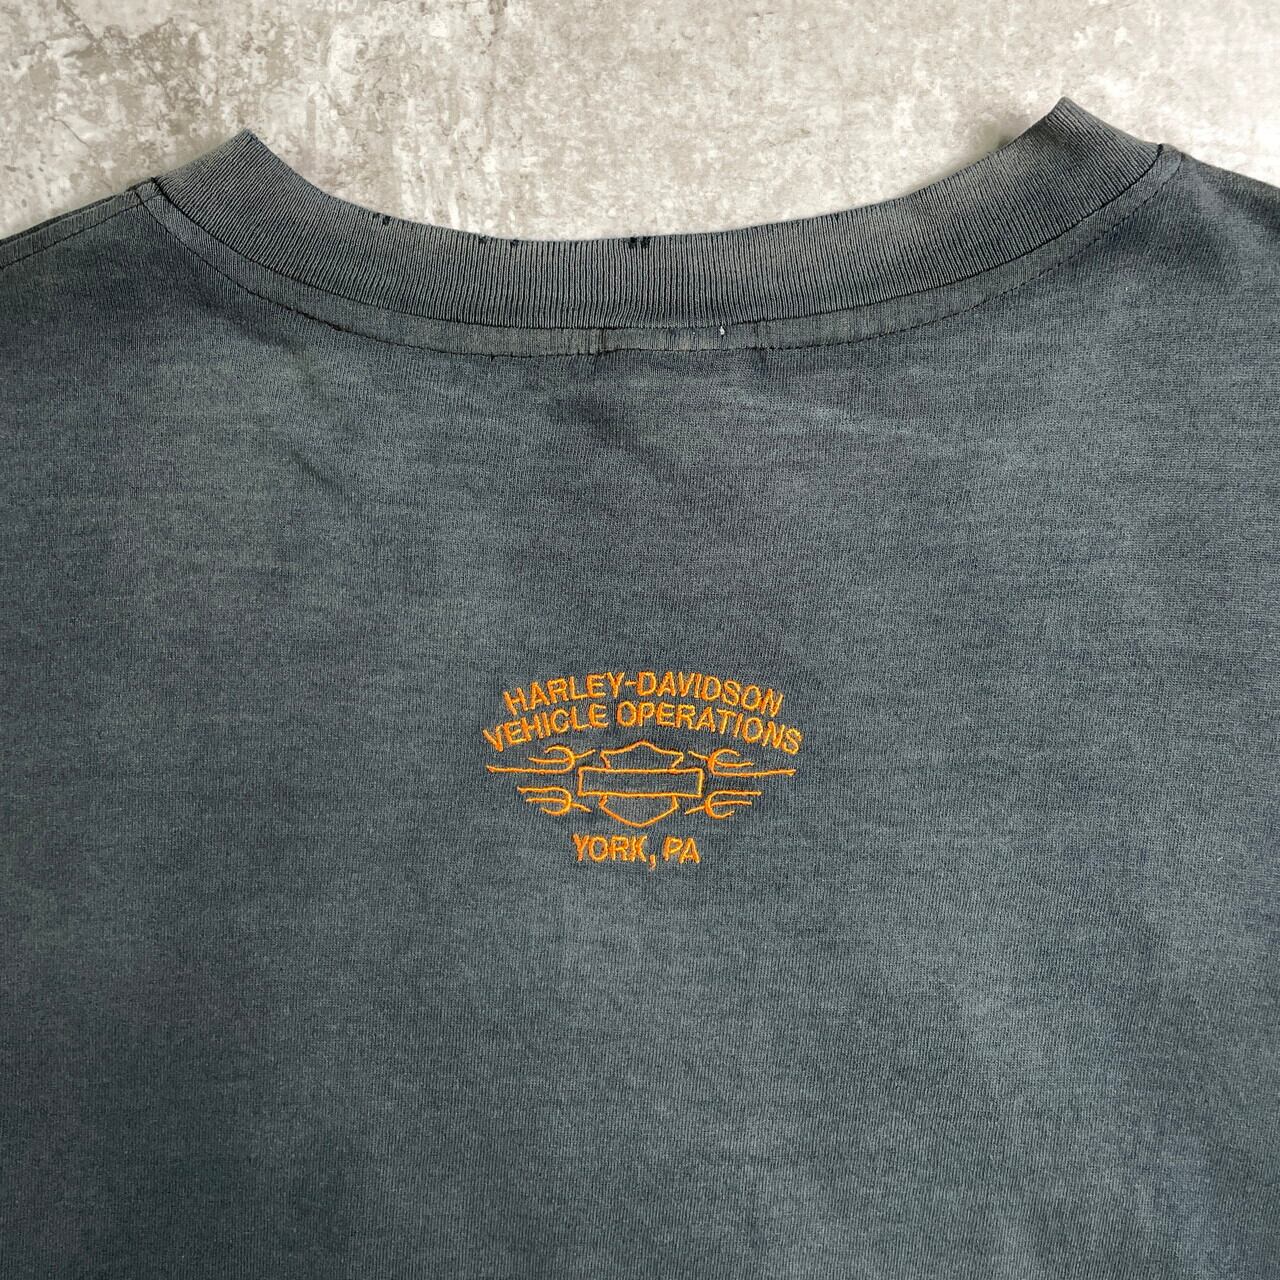 HARLEY-DAVIDSON
VEHICLE OPERATIONS
YORK, PA